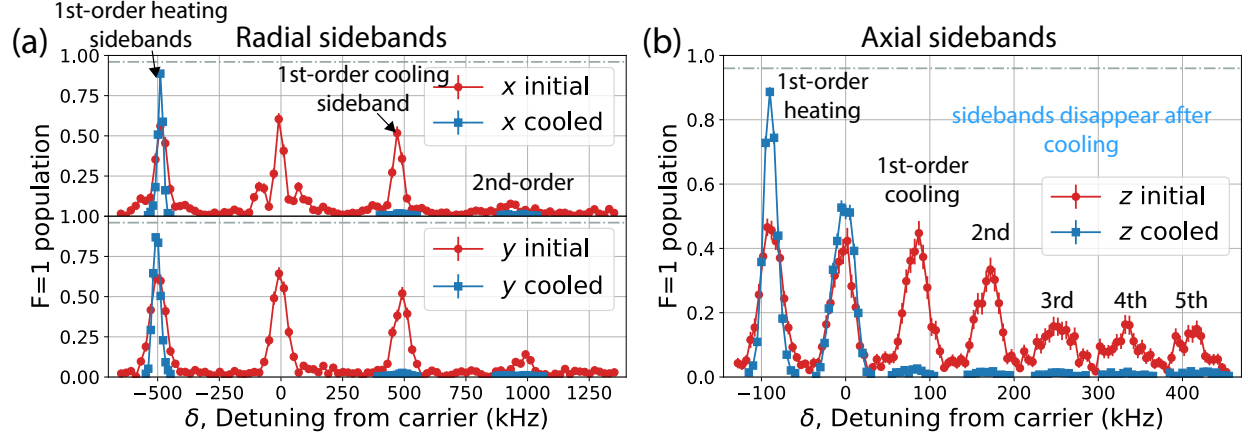 1st-order heating
sidebands
(a)
Radial sidebands
1.00
0.75
0.50
0.25
0.00
1st-order cooling
sideband
x initial
x cooled
2nd-order
1.00
0.75
0.50
0.25
0.00
F=1 population
y initial
y cooled
−500
−250
0
250
500
750
1000
1250
δ, Detuning from carrier (kHz)
(b)
Axial sidebands
1.0
0.8
0.6
0.4
0.2
0.0
F=1 population
1st-order
heating
sidebands disappear after
cooling
1st-order
cooling
z initial
z cooled
2nd
3rd
4th
5th
−100
0
100
200
300
400
δ, Detuning from carrier (kHz)